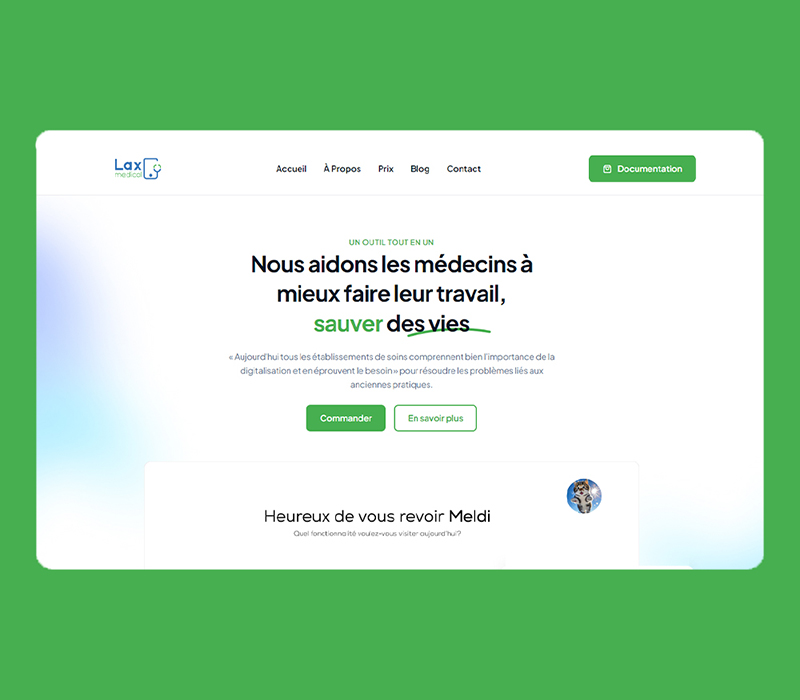 Lax
medical
Accueil À Propos Prix Blog Contact
Documentation
UN OUTIL TOUT EN UN
Nous aidons les médecins à
mieux faire leur travail,
sauver des vies
« Aujourd'hui tous les établissements de soins comprennent bien l'importance de la
digitalisation et en éprouvent le besoin » pour résoudre les problèmes liés aux
anciennes pratiques.
Commander En savoir plus
Heureux de vous revoir Meldi
Quel fonctionnalité voulez-vous visiter aujourd'hui?